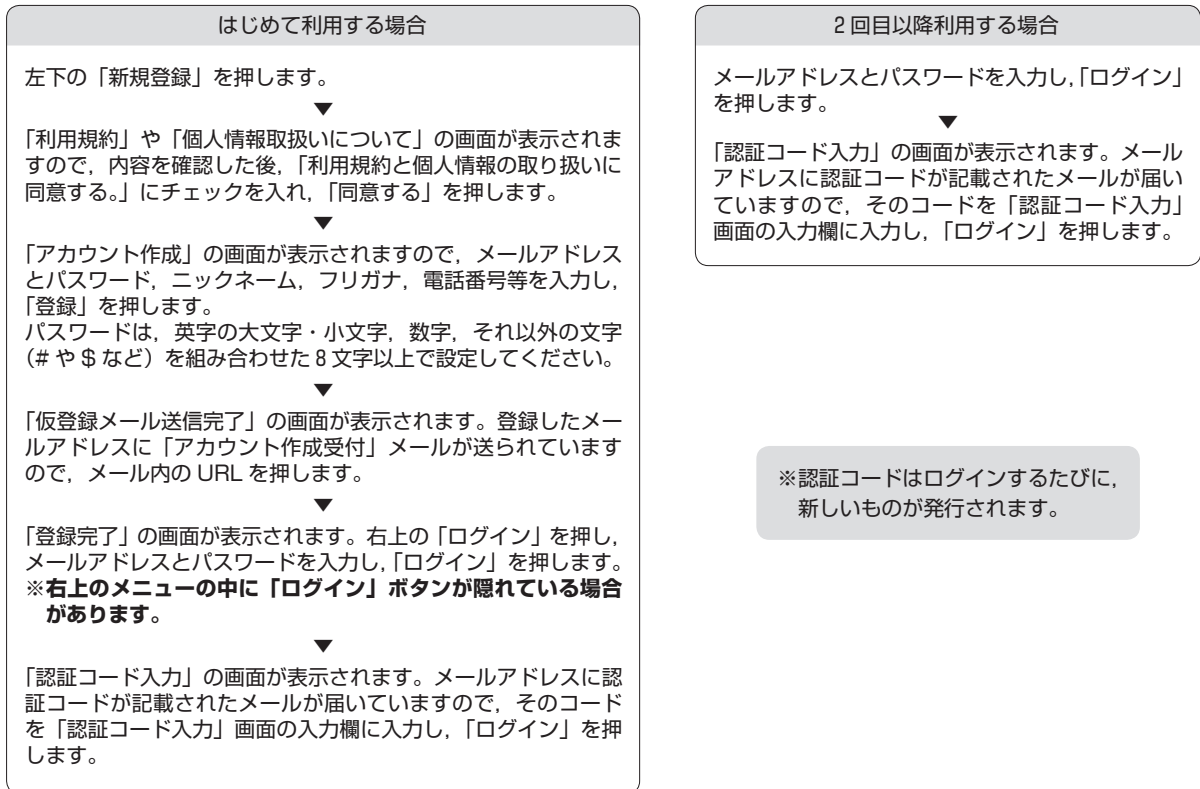 はじめて利用する場合
左下の「新規登録」を押します。
▼
「利用規約」や「個人情報取扱いについて」の画面が表示されま
すので，内容を確認した後，「利用規約と個人情報の取り扱いに
同意する。」にチェックを入れ，「同意する」を押します。
▼
「アカウント作成」の画面が表示されますので，メールアドレス
とパスワード，ニックネーム，フリガナ，電話番号等を入力し，
「登録」を押します。
パスワードは，英字の大文字・小文字，数字，それ以外の文字
（# や $ など）を組み合わせた 8 文字以上で設定してください。
▼
「仮登録メール送信完了」の画面が表示されます。登録したメー
ルアドレスに「アカウント作成受付」メールが送られています
ので，メール内の URL を押します。
▼
「登録完了」の画面が表示されます。右上の「ログイン」を押し，
メールアドレスとパスワードを入力し，「ログイン」を押します。
※右上のメニューの中に「ログイン」ボタンが隠れている場合
があります。
▼
「認証コード入力」の画面が表示されます。メールアドレスに認
証コードが記載されたメールが届いていますので，そのコード
を「認証コード入力」画面の入力欄に入力し，「ログイン」を押
します。
2 回目以降利用する場合
メールアドレスとパスワードを入力し，「ログイン」
を押します。
▼
「認証コード入力」の画面が表示されます。メール
アドレスに認証コードが記載されたメールが届い
ていますので，そのコードを「認証コード入力」
画面の入力欄に入力し，「ログイン」を押します。
※認証コードはログインするたびに，
新しいものが発行されます。